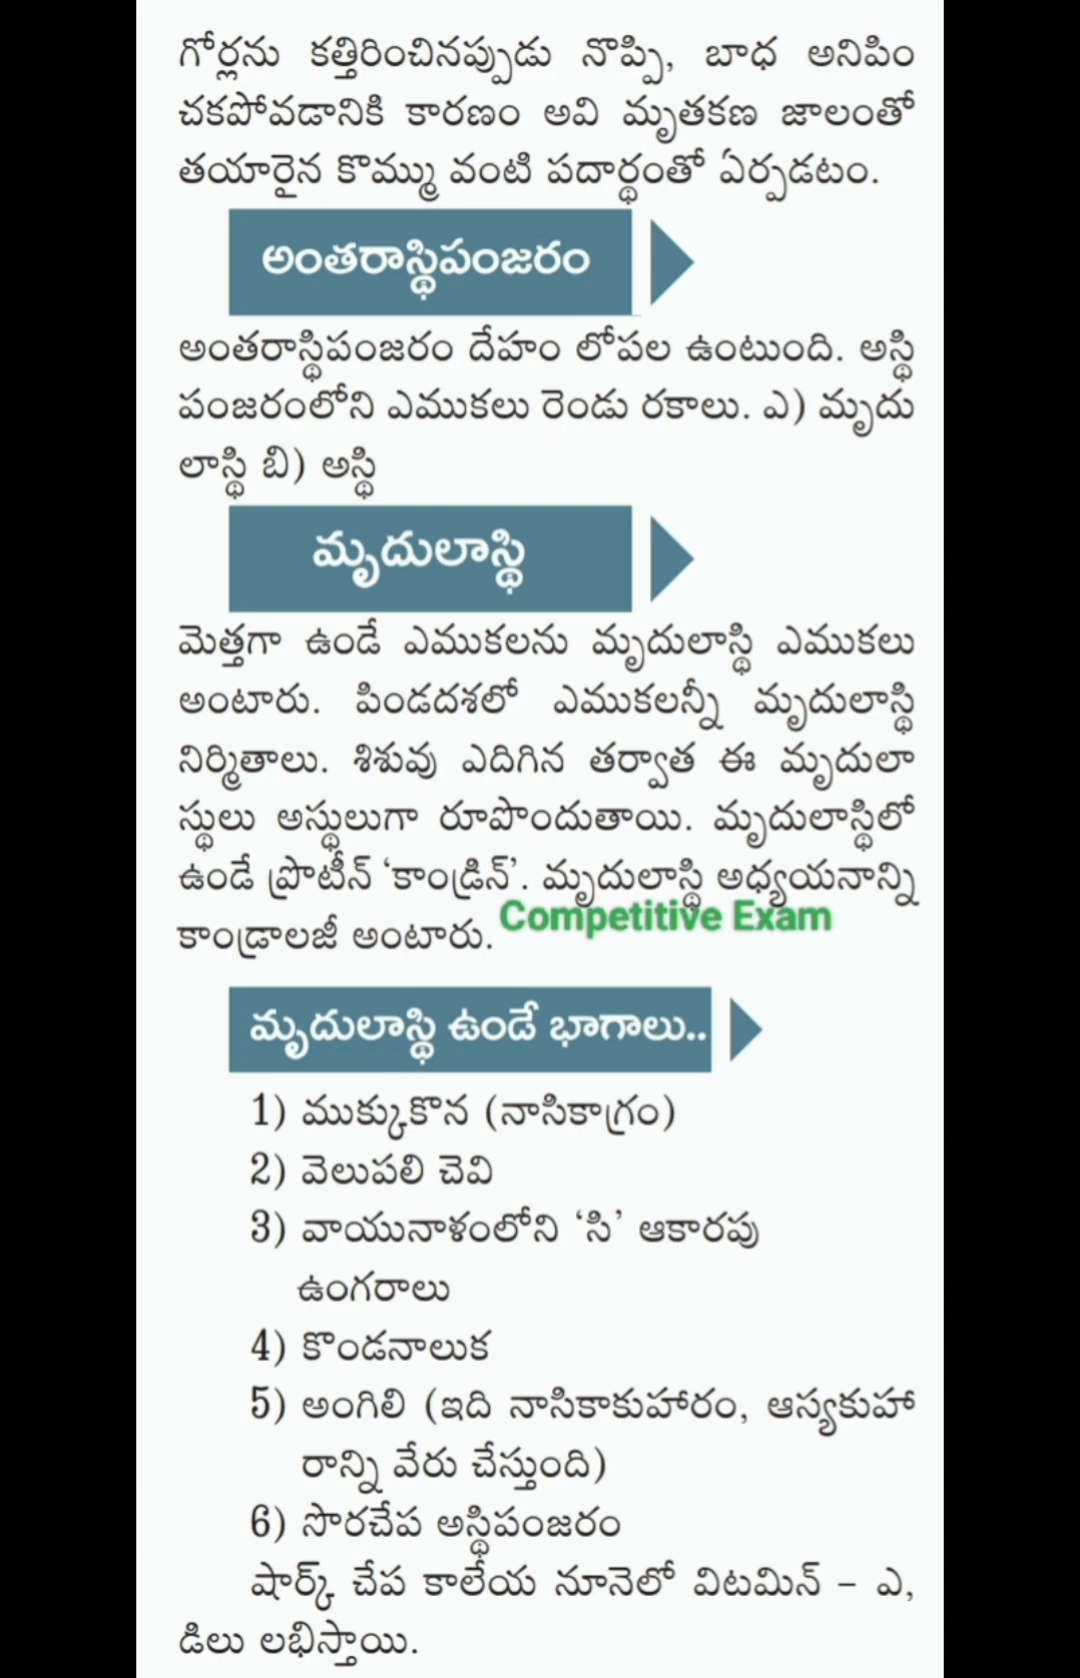 గోర్లను కత్తిరించినప్పుడు నొప్పి, బాధ అనిపిం
చకపోవడానికి కారణం అవి మృతకణ జాలంతో
తయారైన కొమ్ము వంటి పదార్థంతో ఏర్పడటం.
అంతరాస్థిపంజరం
అంతరాస్థిపంజరం దేహం లోపల ఉంటుంది. అస్థి
పంజరంలోని ఎముకలు రెండు రకాలు. ఎ) మృదు
లాస్థి బి) అస్థి
మృదులాస్థి
మెత్తగా ఉండే ఎముకలను మృదులాస్థి ఎముకలు
అంటారు. పిండదశలో ఎముకలన్నీ మృదులాస్థి
నిర్మితాలు. శిశువు ఎదిగిన తర్వాత ఈ మృదులా
స్థులు అస్థులుగా రూపొందుతాయి. మృదులాస్థిలో
ఉండే ప్రొటీన్ ‘కాండ్రిన్’. మృదులాస్థి అధ్యయనాన్ని
కాండ్రాలజీ అంటారు.
Competitive Exam
మృదులాస్థి ఉండే భాగాలు..
1) ముక్కుకొన (నాసికాగ్రం)
2) వెలుపలి చెవి
3) వాయునాళంలోని ‘సి’ ఆకారపు
ఉంగరాలు
4) కొండనాలుక
5) అంగిలి (ఇది నాసికాకుహారం, ఆస్యకుహా
రాన్ని వేరు చేస్తుంది)
6) సొరచేప అస్థిపంజరం
షార్క్ చేప కాలేయ నూనెలో విటమిన్ – ఎ,
డిలు లభిస్తాయి.